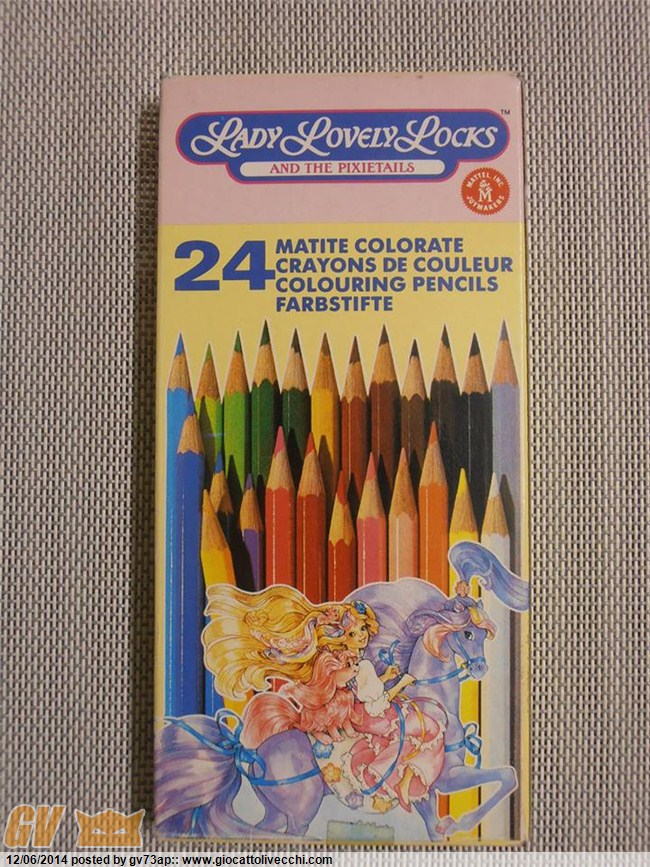 LADY LOVELY LOCKS
TM
AND THE PIXIETAILS
MATTEL, INC.
M
TOYMAKERS
24
MATITE COLORATE
CRAYONS DE COULEUR
COLOURING PENCILS
FARBSTIFTE
GV
12/06/2014 posted by gv73ap:: www.giocattolivecchi.com